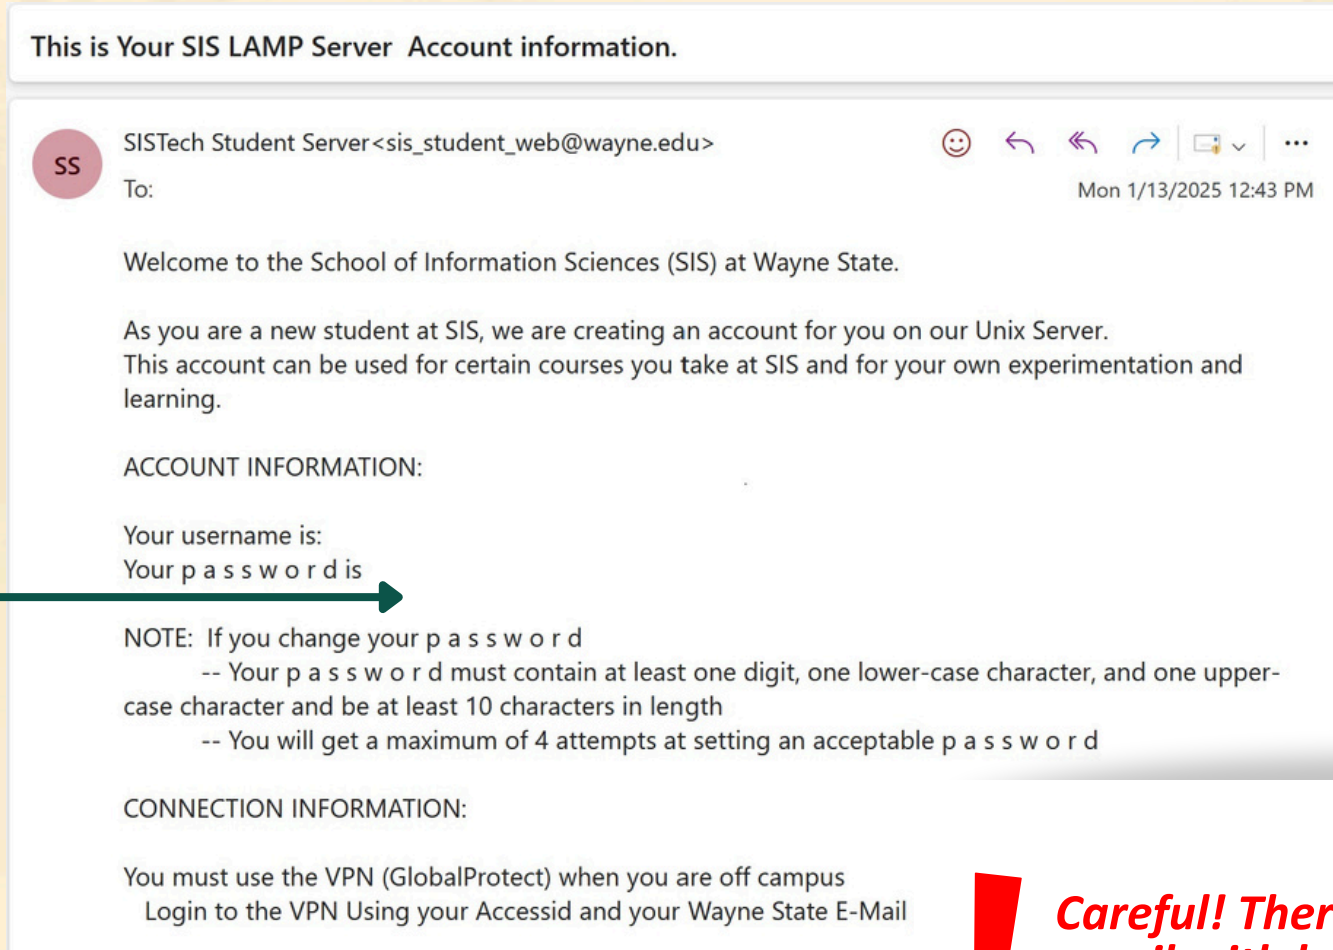 This is Your SIS LAMP Server  Account information.
SS
SISTech Student Server<sis_student_web@wayne.edu>
To:
Mon 1/13/2025 12:43 PM
Welcome to the School of Information Sciences (SIS) at Wayne State.
As you are a new student at SIS, we are creating an account for you on our Unix Server.
This account can be used for certain courses you take at SIS and for your own experimentation and
learning.
ACCOUNT INFORMATION:
Your username is:
Your p a s s w o r d is
NOTE:  If you change your p a s s w o r d
-- Your p a s s w o r d must contain at least one digit, one lower-case character, and one upper-
case character and be at least 10 characters in length
-- You will get a maximum of 4 attempts at setting an acceptable p a s s w o r d
CONNECTION INFORMATION:
You must use the VPN (GlobalProtect) when you are off campus
Login to the VPN Using your Accessid and your Wayne State E-Mail
Careful!